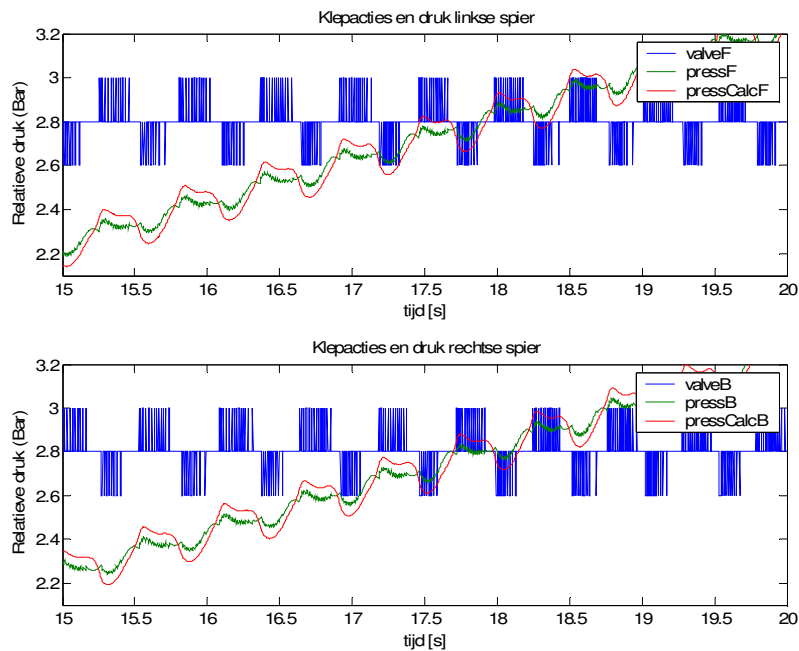 Klepacties en druk linkse spier
Relatieve druk (Bar)
3.2
3
2.8
2.6
2.4
2.2
valveF
pressF
pressCalcF
15 15.5 16 16.5 17 17.5 18 18.5 19 19.5 20
tijd [s]
Klepacties en druk rechtse spier
Relatieve druk (Bar)
3.2
3
2.8
2.6
2.4
2.2
valveB
pressB
pressCalcB
15 15.5 16 16.5 17 17.5 18 18.5 19 19.5 20
tijd [s]